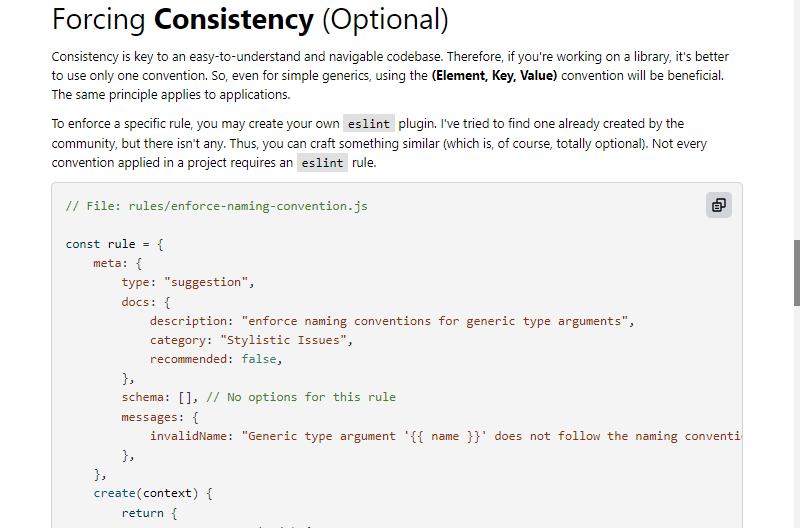 Forcing Consistency (Optional)
Consistency is key to an easy-to-understand and navigable codebase. Therefore, if you're working on a library, it's better
to use only one convention. So, even for simple generics, using the (Element, Key, Value) convention will be beneficial.
The same principle applies to applications.
To enforce a specific rule, you may create your own eslint plugin. I've tried to find one already created by the
community, but there isn't any. Thus, you can craft something similar (which is, of course, totally optional). Not every
convention applied in a project requires an eslint rule.
// File: rules/enforce-naming-convention.js
const rule = {
    meta: {
        type: "suggestion",
        docs: {
            description: "enforce naming conventions for generic type arguments",
            category: "Stylistic Issues",
            recommended: false,
        },
        schema: [], // No options for this rule
        messages: {
            invalidName: "Generic type argument '{{ name }}' does not follow the naming conventi
        },
    },
    create(context) {
        return {